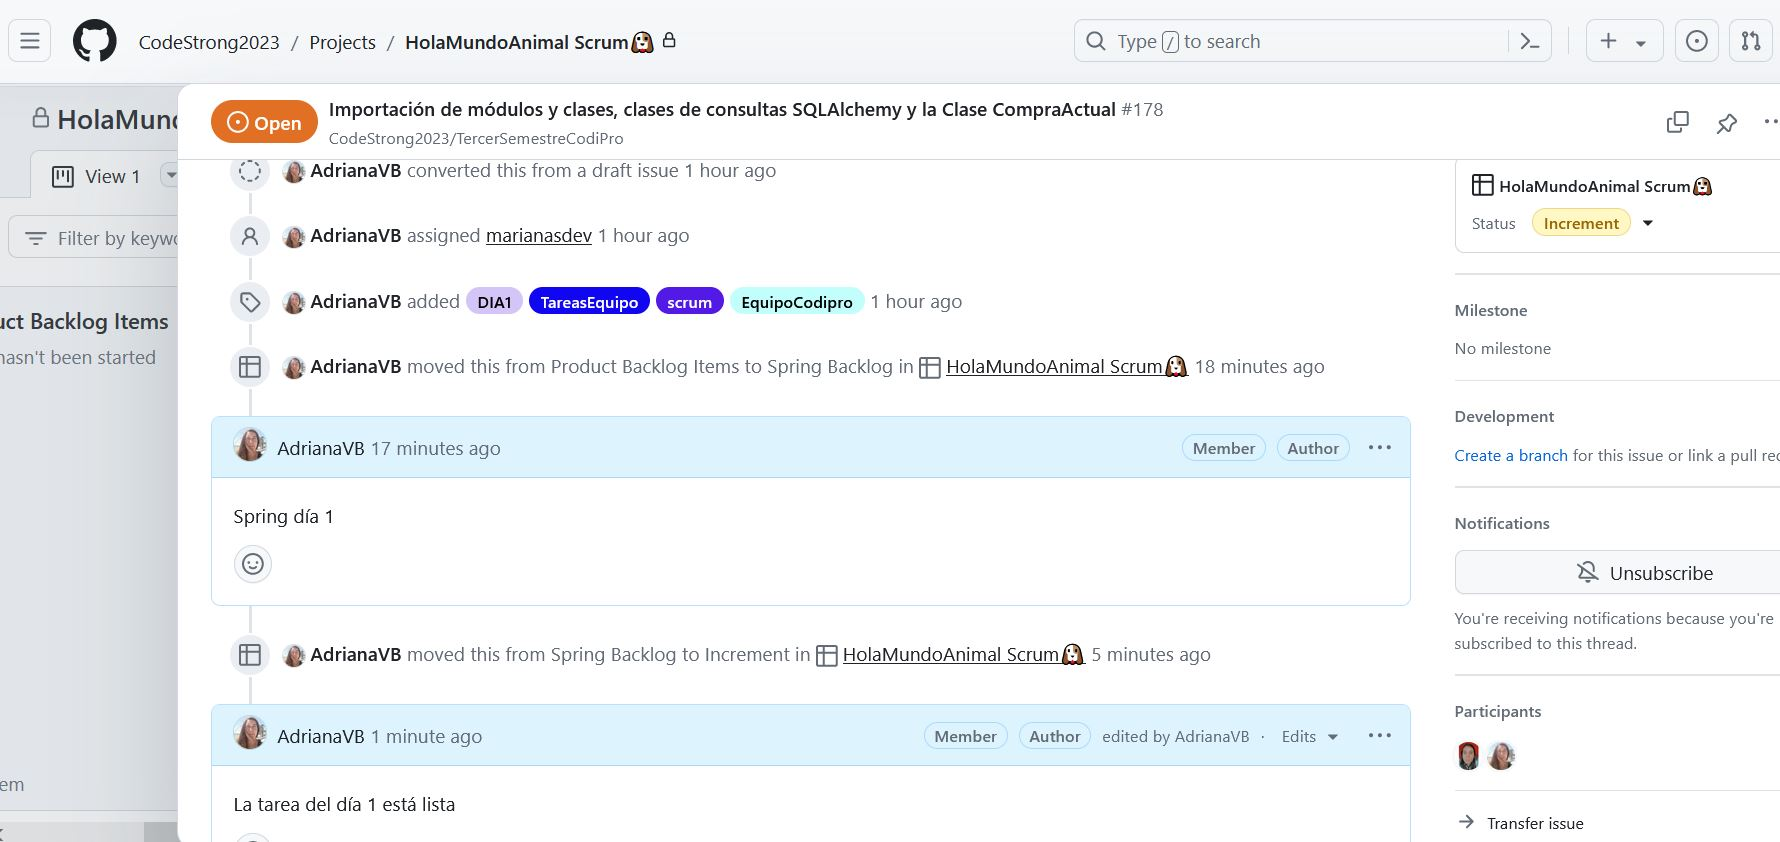 CodeStrong2023 / Projects / HolaMundoAnimal Scrum
Type / to search
HolaMund
View 1
Filter by keywo
uct Backlog Items
hasn't been started
em
Open
Importación de módulos y clases, clases de consultas SQLAlchemy y la Clase CompraActual #178
CodeStrong2023/TercerSemestreCodiPro
AdrianaVB converted this from a draft issue 1 hour ago
AdrianaVB assigned marianasdev 1 hour ago
AdrianaVB added DIA1 TareasEquipo scrum EquipoCodipro 1 hour ago
AdrianaVB moved this from Product Backlog Items to Spring Backlog in HolaMundoAnimal Scrum 18 minutes ago
AdrianaVB 17 minutes ago Member Author
Spring día 1
AdrianaVB moved this from Spring Backlog to Increment in HolaMundoAnimal Scrum 5 minutes ago
AdrianaVB 1 minute ago Member Author edited by AdrianaVB · Edits
La tarea del día 1 está lista
HolaMundoAnimal Scrum
Status Increment
Milestone
No milestone
Development
Create a branch for this issue or link a pull rec
Notifications
Unsubscribe
You're receiving notifications because you're
subscribed to this thread.
Participants
Transfer issue